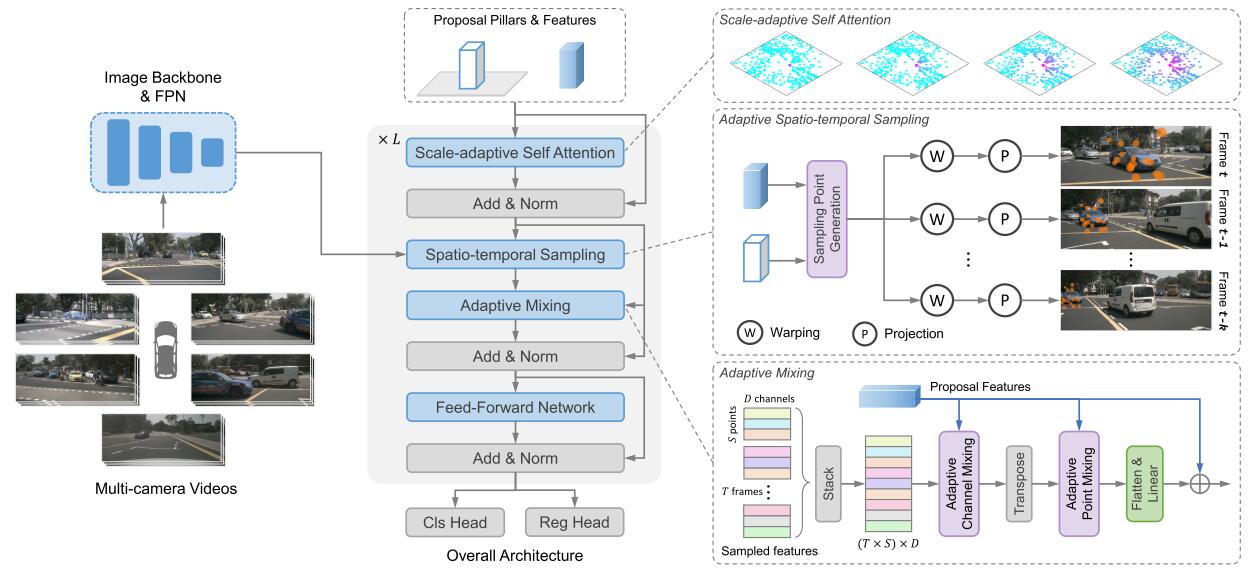 Image Backbone
& FPN
Multi-camera Videos
Proposal Pillars & Features
× L
Scale-adaptive Self Attention
Add & Norm
Spatio-temporal Sampling
Adaptive Mixing
Add & Norm
Feed-Forward Network
Add & Norm
Cls Head
Reg Head
Overall Architecture
Scale-adaptive Self Attention
Adaptive Spatio-temporal Sampling
Sampling Point
Generation
W
P
Frame t
W
P
Frame t-1
W
P
Frame t-k
W
Warping
P
Projection
Adaptive Mixing
Proposal Features
D channels
S points
T frames
Sampled features
Stack
(T × S) × D
Adaptive
Channel Mixing
Transpose
Adaptive
Point Mixing
Flatten &
Linear